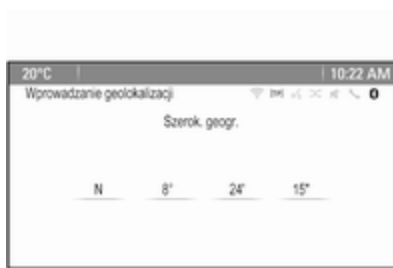 20°C 10:22 AM
Wprowadzanie geolokalizacji
Szerok. geogr.
N 8° 24' 15"